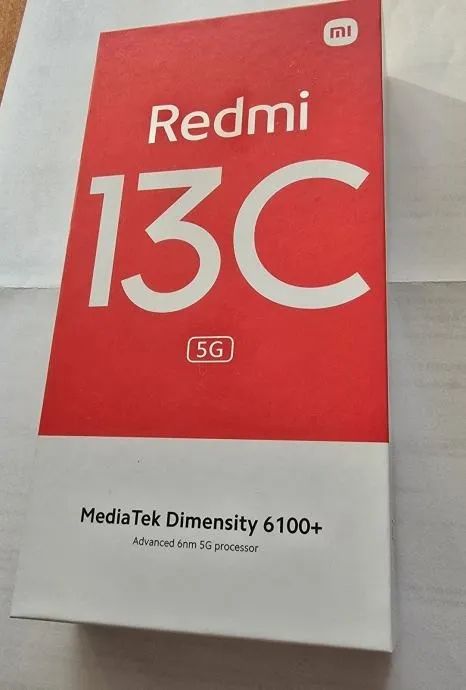 mi
Redmi
13C
5G
MediaTek Dimensity 6100+
Advanced 6nm 5G processor